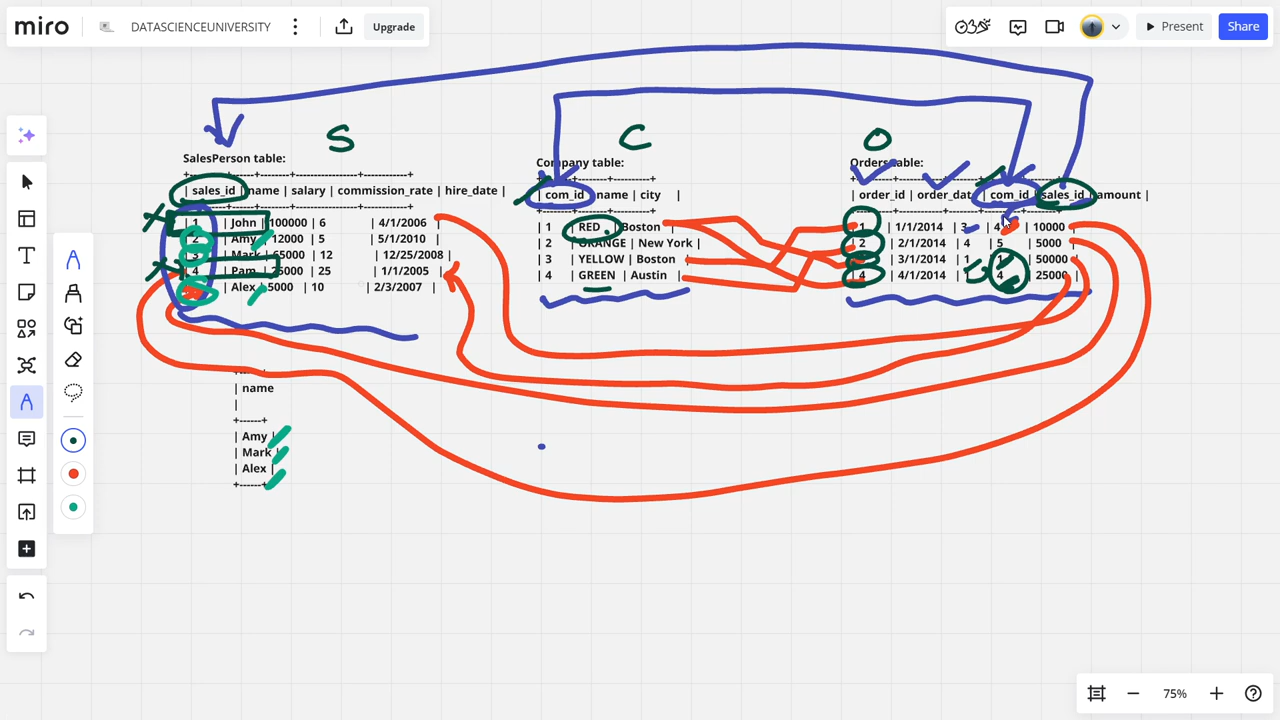 miro DATASCIENCEUNIVERSITY Upgrade
Present Share
S C O
SalesPerson table:
+---------+------+--------+-----------------+------------+
| sales_id | name | salary | commission_rate | hire_date |
| 1 | John | 100000 | 6 | 4/1/2006 |
| Amy | 12000 | 5 | 5/1/2010 |
| 3 | Mark | 65000 | 12 | 12/25/2008 |
| 4 | Pam | 25000 | 25 | 1/1/2005 |
| Alex | 5000 | 10 | 2/3/2007 |
Company table:
| com_id | name | city |
| 1 | RED | Boston |
| 2 | ORANGE | New York |
| 3 | YELLOW | Boston |
| 4 | GREEN | Austin |
Orders table:
| order_id | order_date | com_id | sales_id | amount |
| 1 | 1/1/2014 | 3 | 4 | 10000
| 2 | 2/1/2014 | 4 | 5 | 5000
| 3/1/2014 | 1 | 1 | 50000
| 4 | 4/1/2014 | 4 | 25000
| name
|
+------+
| Amy |
| Mark |
| Alex |
+------+
75%